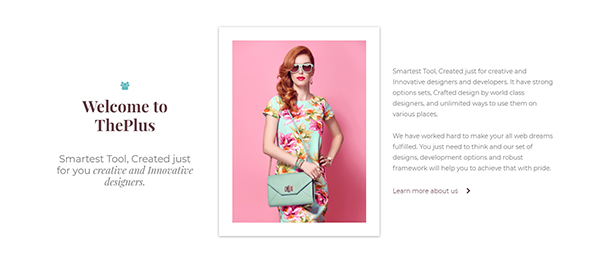 Welcome to
ThePlus
Smartest Tool, Created just
for you creative and Innovative
designers.
Smartest Tool, Created just for creative and
Innovative designers and developers. It have strong
options sets, Crafted design by world class
designers, and unlimited ways to use them on
various places.
We have worked hard to make your all web dreams
fulfilled. You just need to think and our set of
designs, development options and robust
framework will help you to achieve that with pride.
Learn more about us